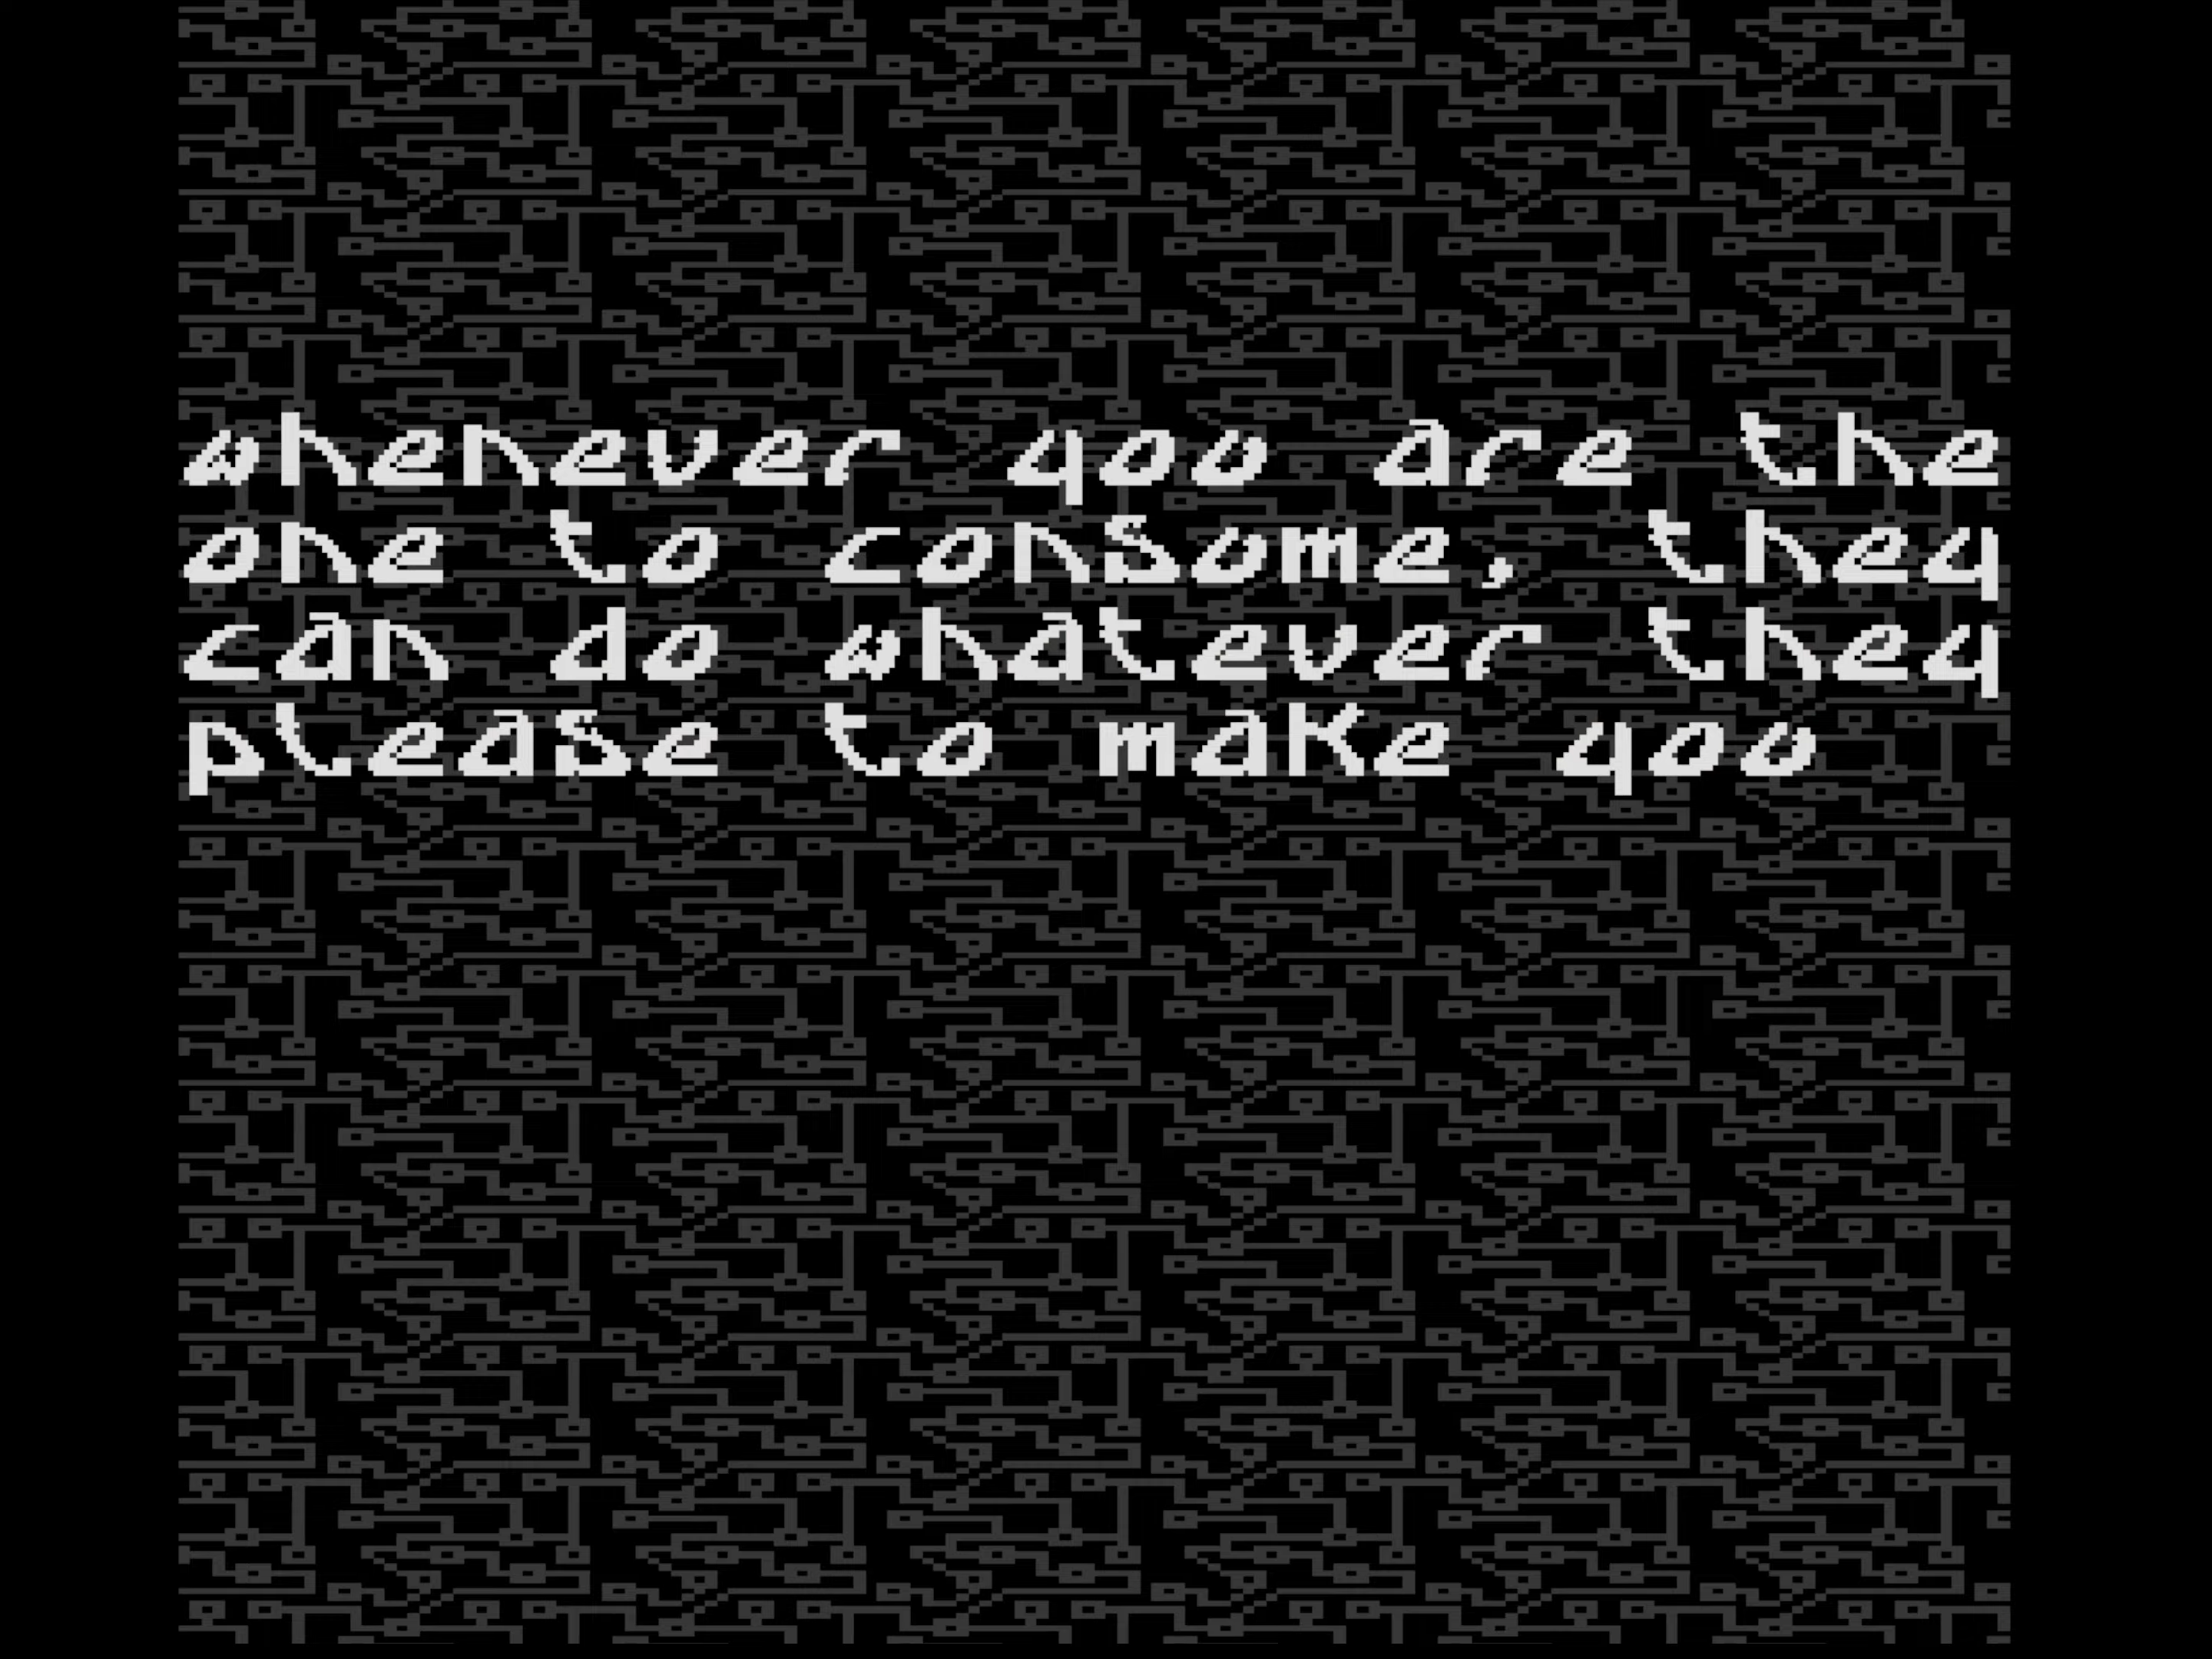 whenever you are the
one to consume, they
can do whatever they
please to make you